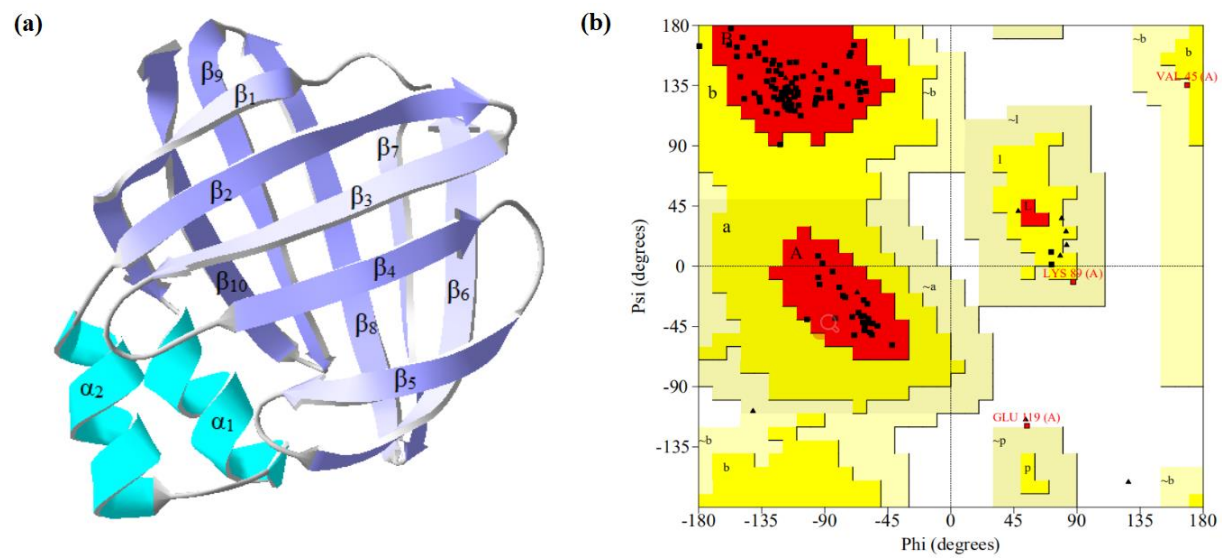 (a)
β9
β1
β7
β2
β3
β4
β10
β6
β8
β5
α2
α1
(b)
180
135
90
45
0
-45
-90
-135
Psi (degrees)
B
b
~b
~b
b
VAL 45 (A)
~l
l
L
a
A
~a
LYS 89 (A)
GLU 119 (A)
~b
b
~p
p
~b
-180
-135
-90
-45
0
45
90
135
180
Phi (degrees)